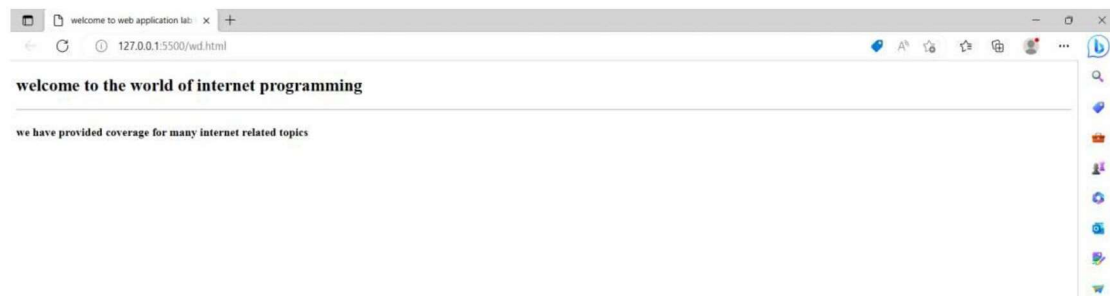 welcome to web application lab
127.0.0.1:5500/wd.html
welcome to the world of internet programming
we have provided coverage for many internet related topics